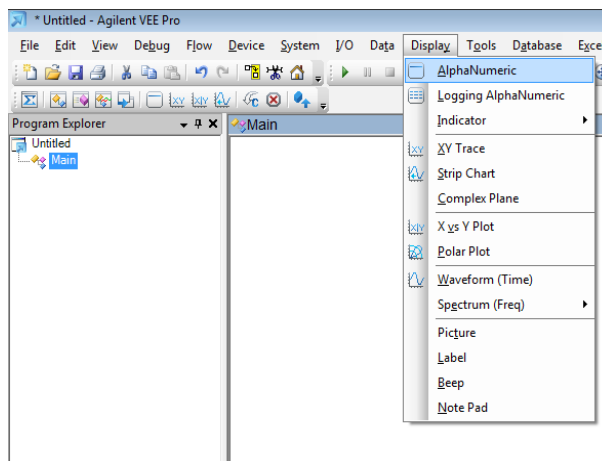 * Untitled - Agilent VEE Pro
File Edit View Debug Flow Device System I/O Data Display Tools Database Exce
Program Explorer
Main
Untitled
Main
AlphaNumeric
Logging AlphaNumeric
Indicator
XY Trace
Strip Chart
Complex Plane
X vs Y Plot
Polar Plot
Waveform (Time)
Spectrum (Freq)
Picture
Label
Beep
Note Pad